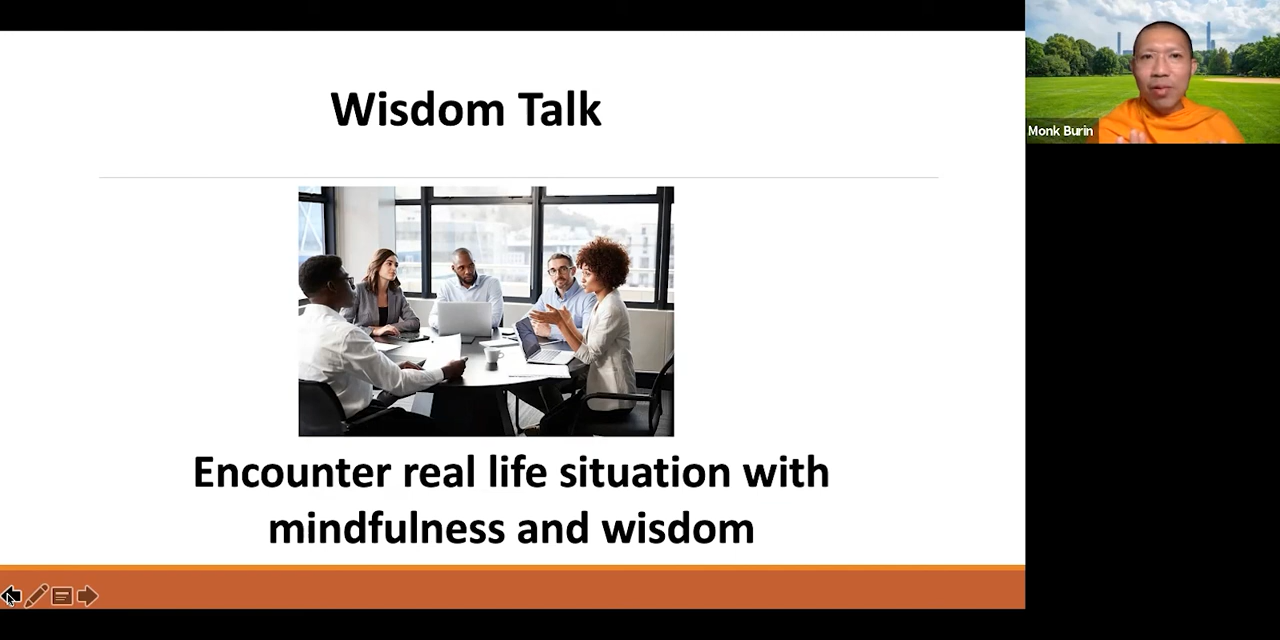 Wisdom Talk
Monk Burin
Encounter real life situation with
mindfulness and wisdom